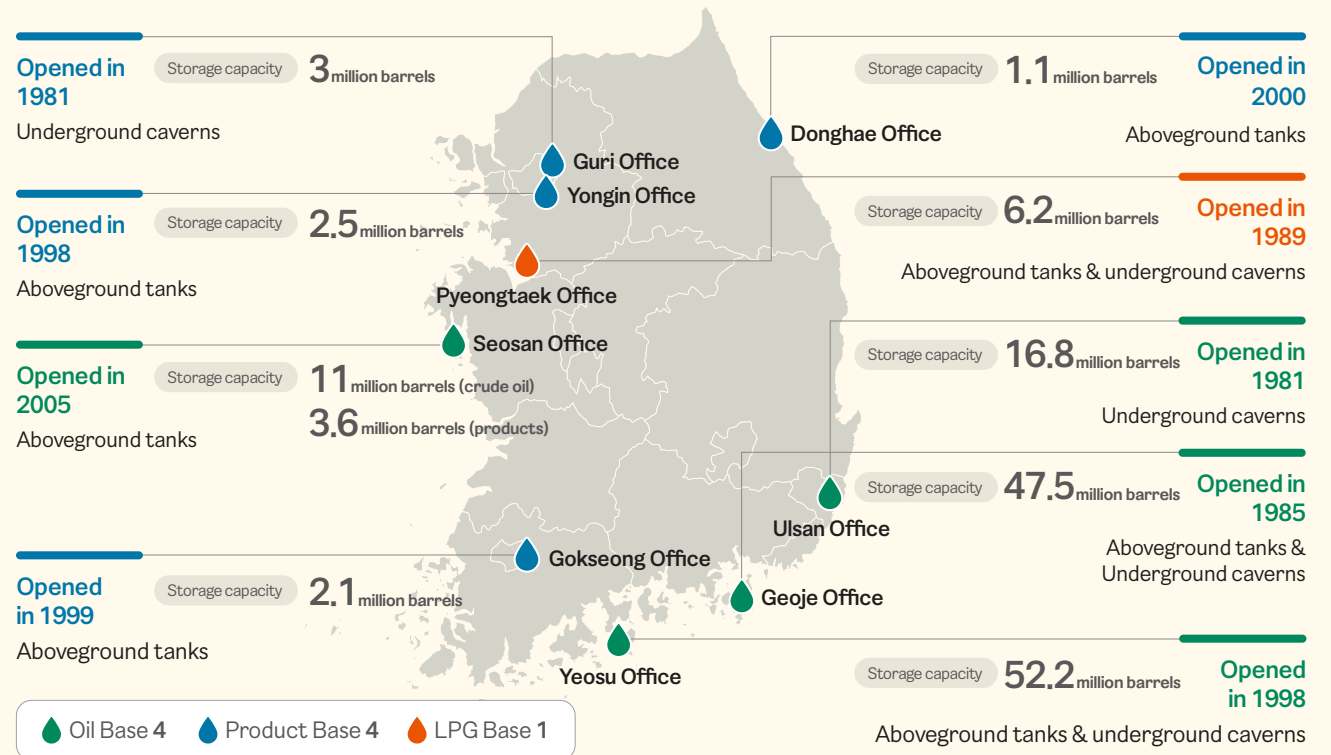 Opened in
1981
Storage capacity
3 million barrels
Underground caverns
Opened in
1998
Storage capacity
2.5 million barrels
Aboveground tanks
Opened in
2005
Storage capacity
11 million barrels (crude oil)
3.6 million barrels (products)
Aboveground tanks
Opened
in 1999
Storage capacity
2.1 million barrels
Aboveground tanks
Guri Office
Yongin Office
Pyeongtaek Office
Seosan Office
Gokseong Office
Yeosu Office
Donghae Office
Ulsan Office
Geoje Office
Storage capacity
1.1 million barrels
Opened in
2000
Aboveground tanks
Storage capacity
6.2 million barrels
Opened in
1989
Aboveground tanks & underground caverns
Storage capacity
16.8 million barrels
Opened in
1981
Underground caverns
Storage capacity
47.5 million barrels
Opened in
1985
Aboveground tanks &
Underground caverns
Storage capacity
52.2 million barrels
Opened
in 1998
Aboveground tanks & underground caverns
Oil Base 4
Product Base 4
LPG Base 1